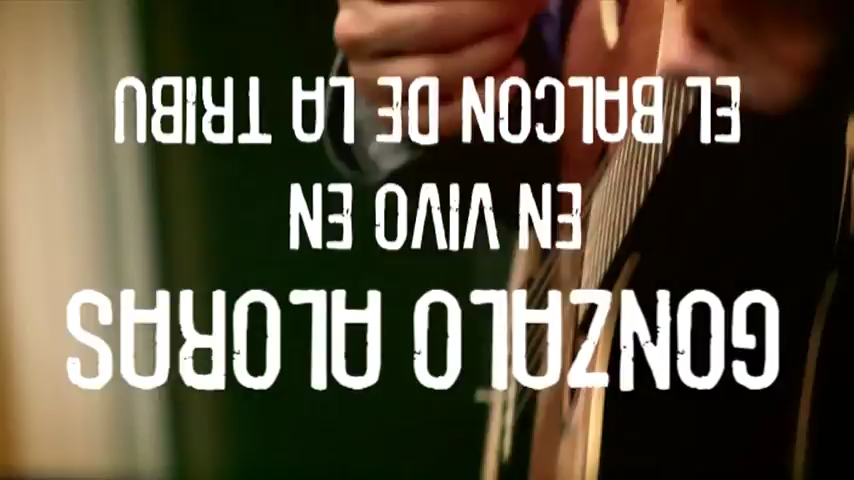 GONZALO ALORAS
EN VIVO EN
EL BALCON DE LA TRIBU